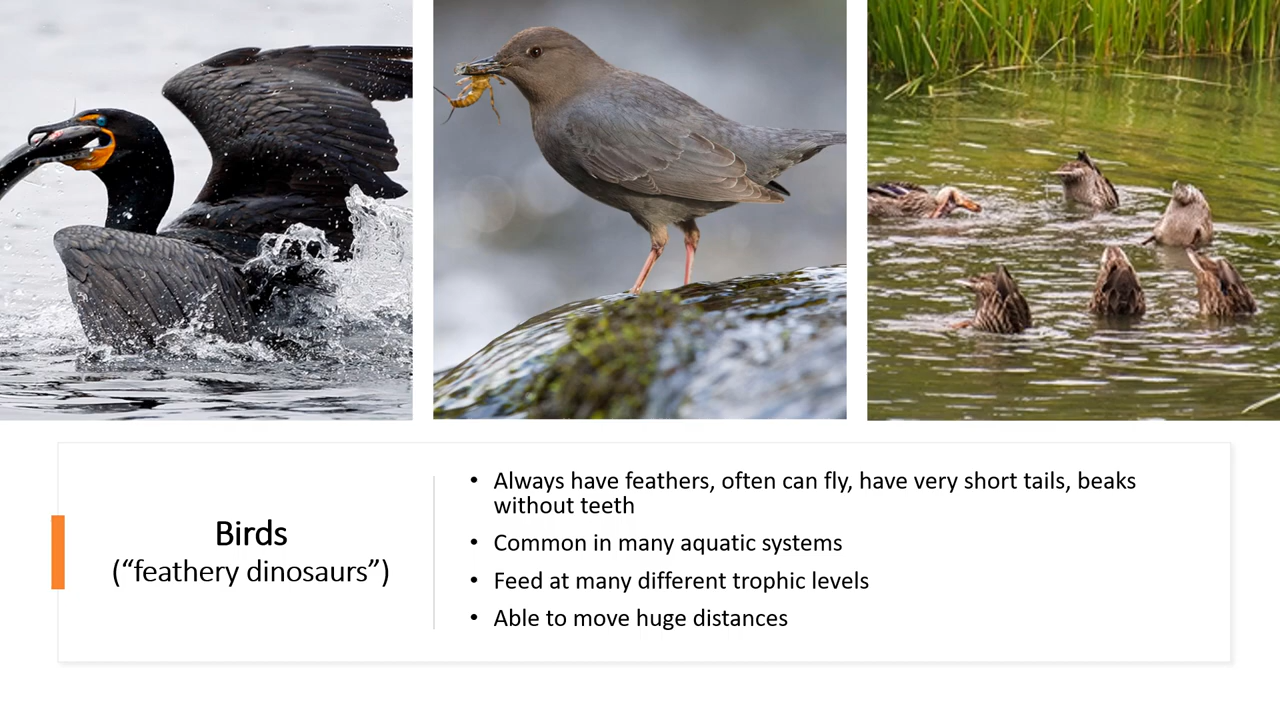 Birds
(“feathery dinosaurs”)
• Always have feathers, often can fly, have very short tails, beaks
without teeth
• Common in many aquatic systems
• Feed at many different trophic levels
• Able to move huge distances